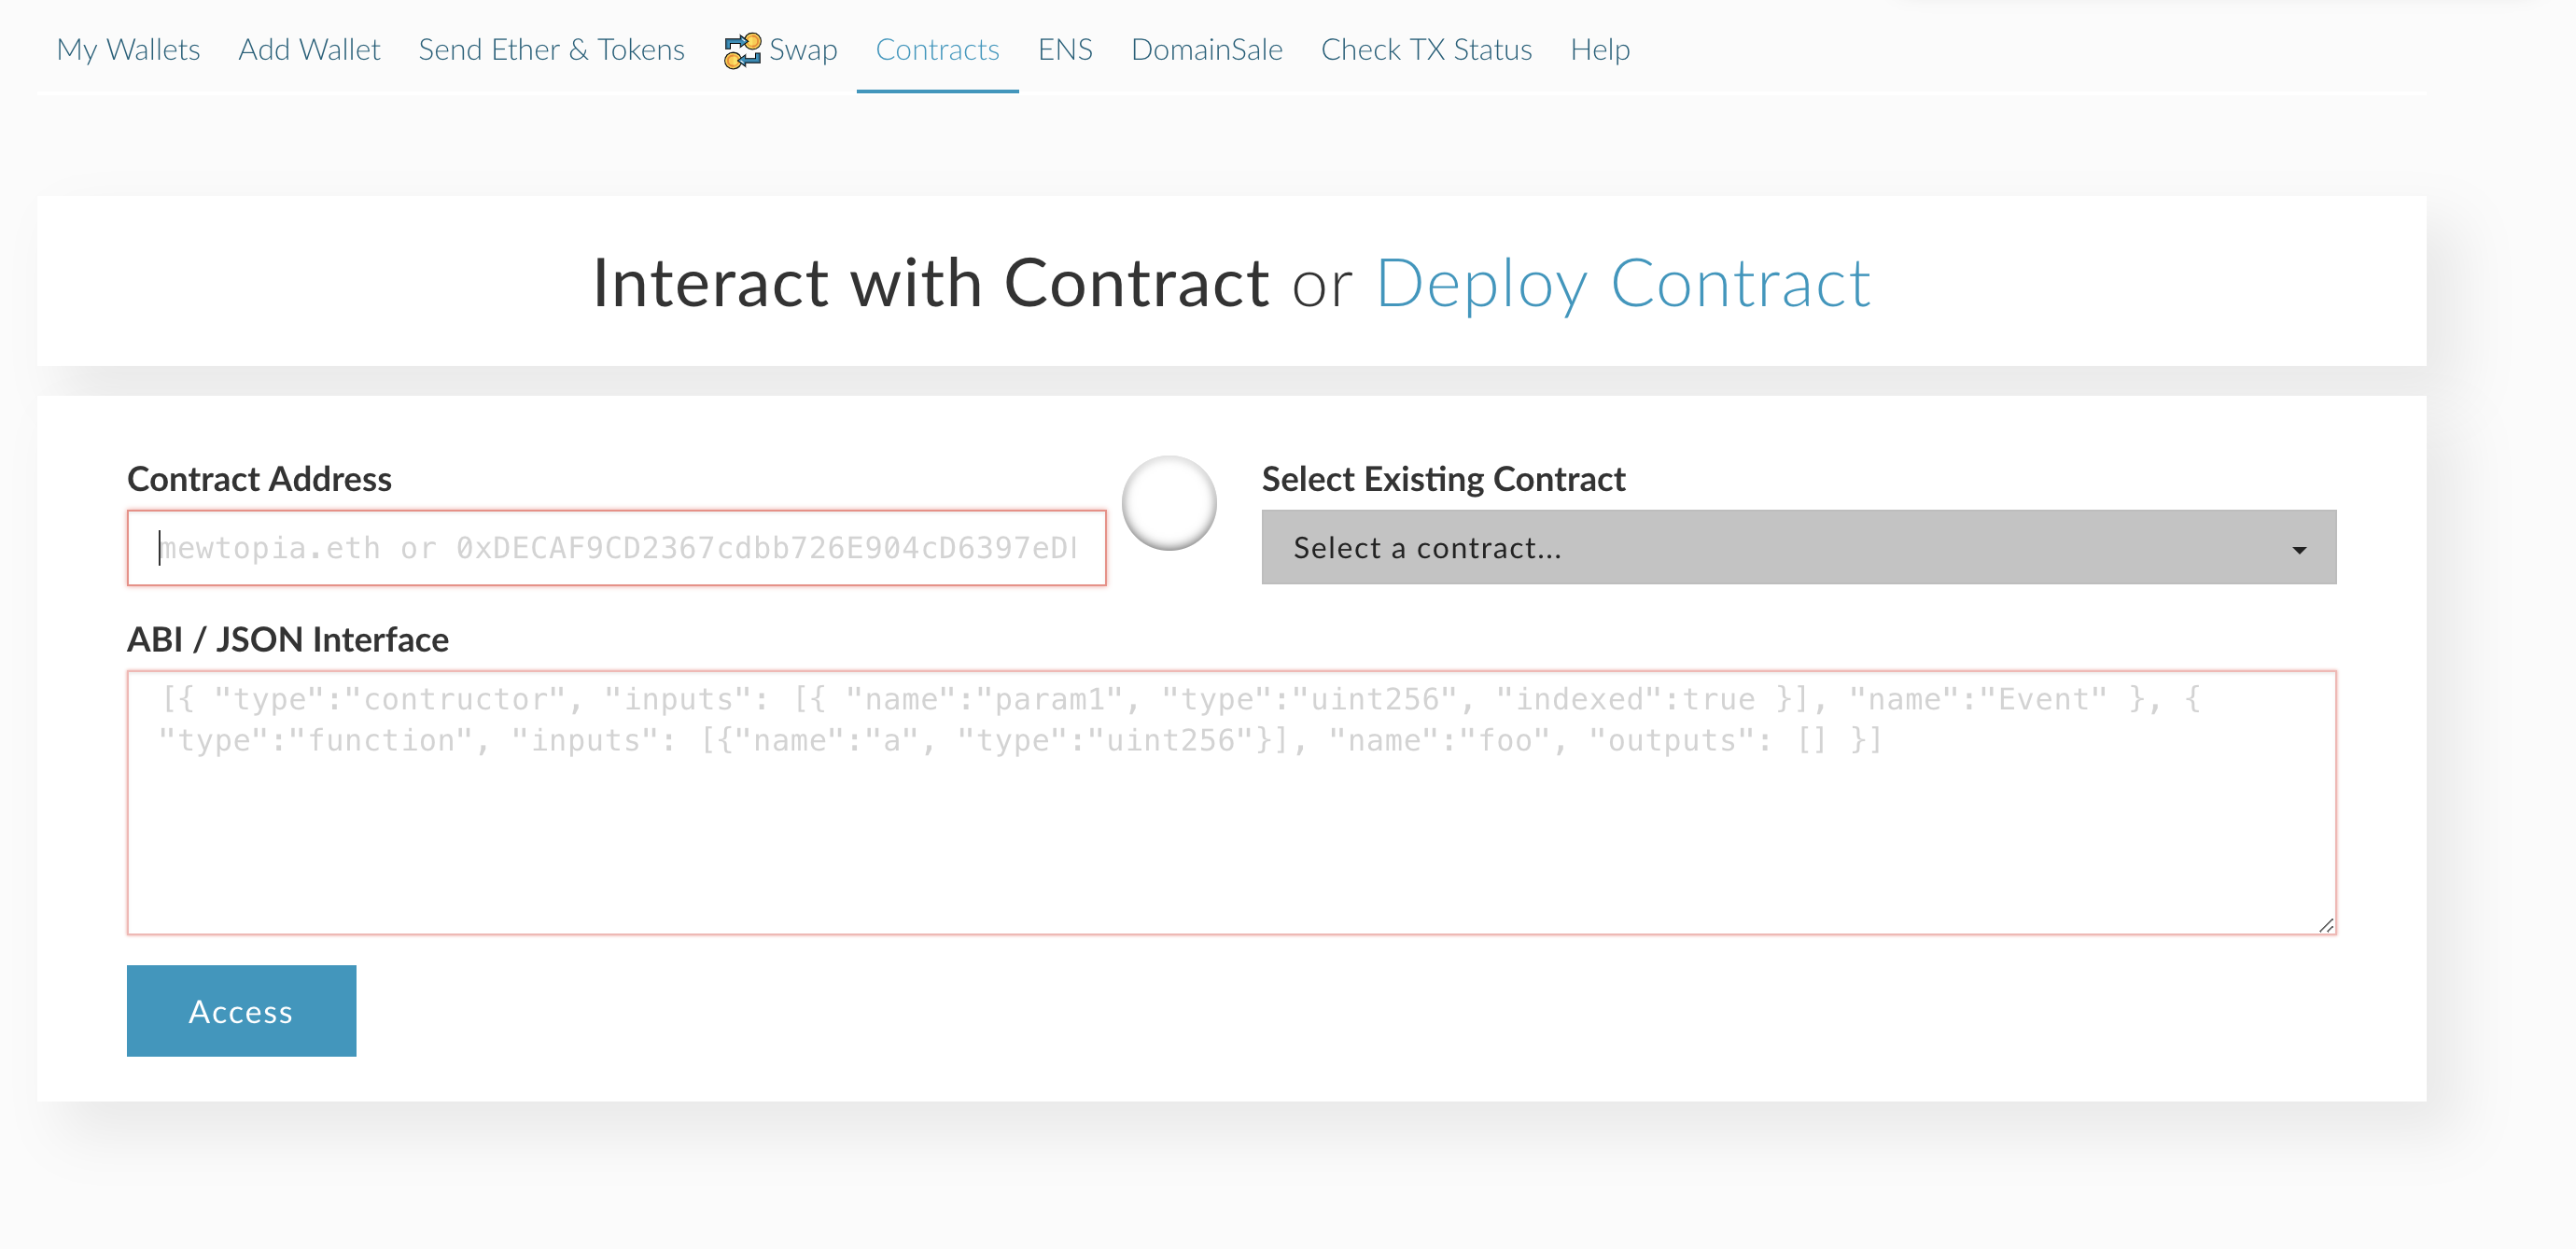 My Wallets Add Wallet Send Ether & Tokens Swap Contracts ENS DomainSale Check TX Status Help
Interact with Contract or Deploy Contract
Contract Address
mewtopia.eth or 0xDECAF9CD2367cdbb726E904cD6397eD
Select Existing Contract
Select a contract...
ABI / JSON Interface
[{ "type":"contructor", "inputs": [{ "name":"param1", "type":"uint256", "indexed":true }], "name":"Event" }, {
"type":"function", "inputs": [{"name":"a", "type":"uint256"}], "name":"foo", "outputs": [] }]
Access